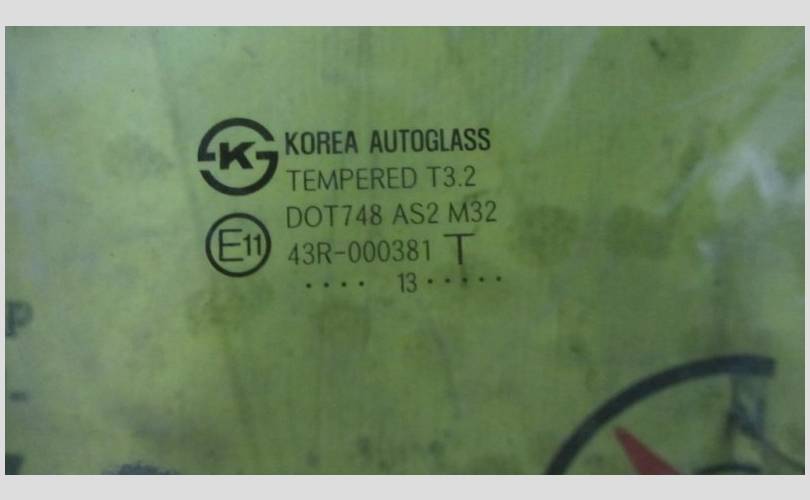 K KOREA AUTOGLASS
TEMPERED T3.2
DOT748 AS2 M32
E11 43R-000381 T
.... 13 .....
P